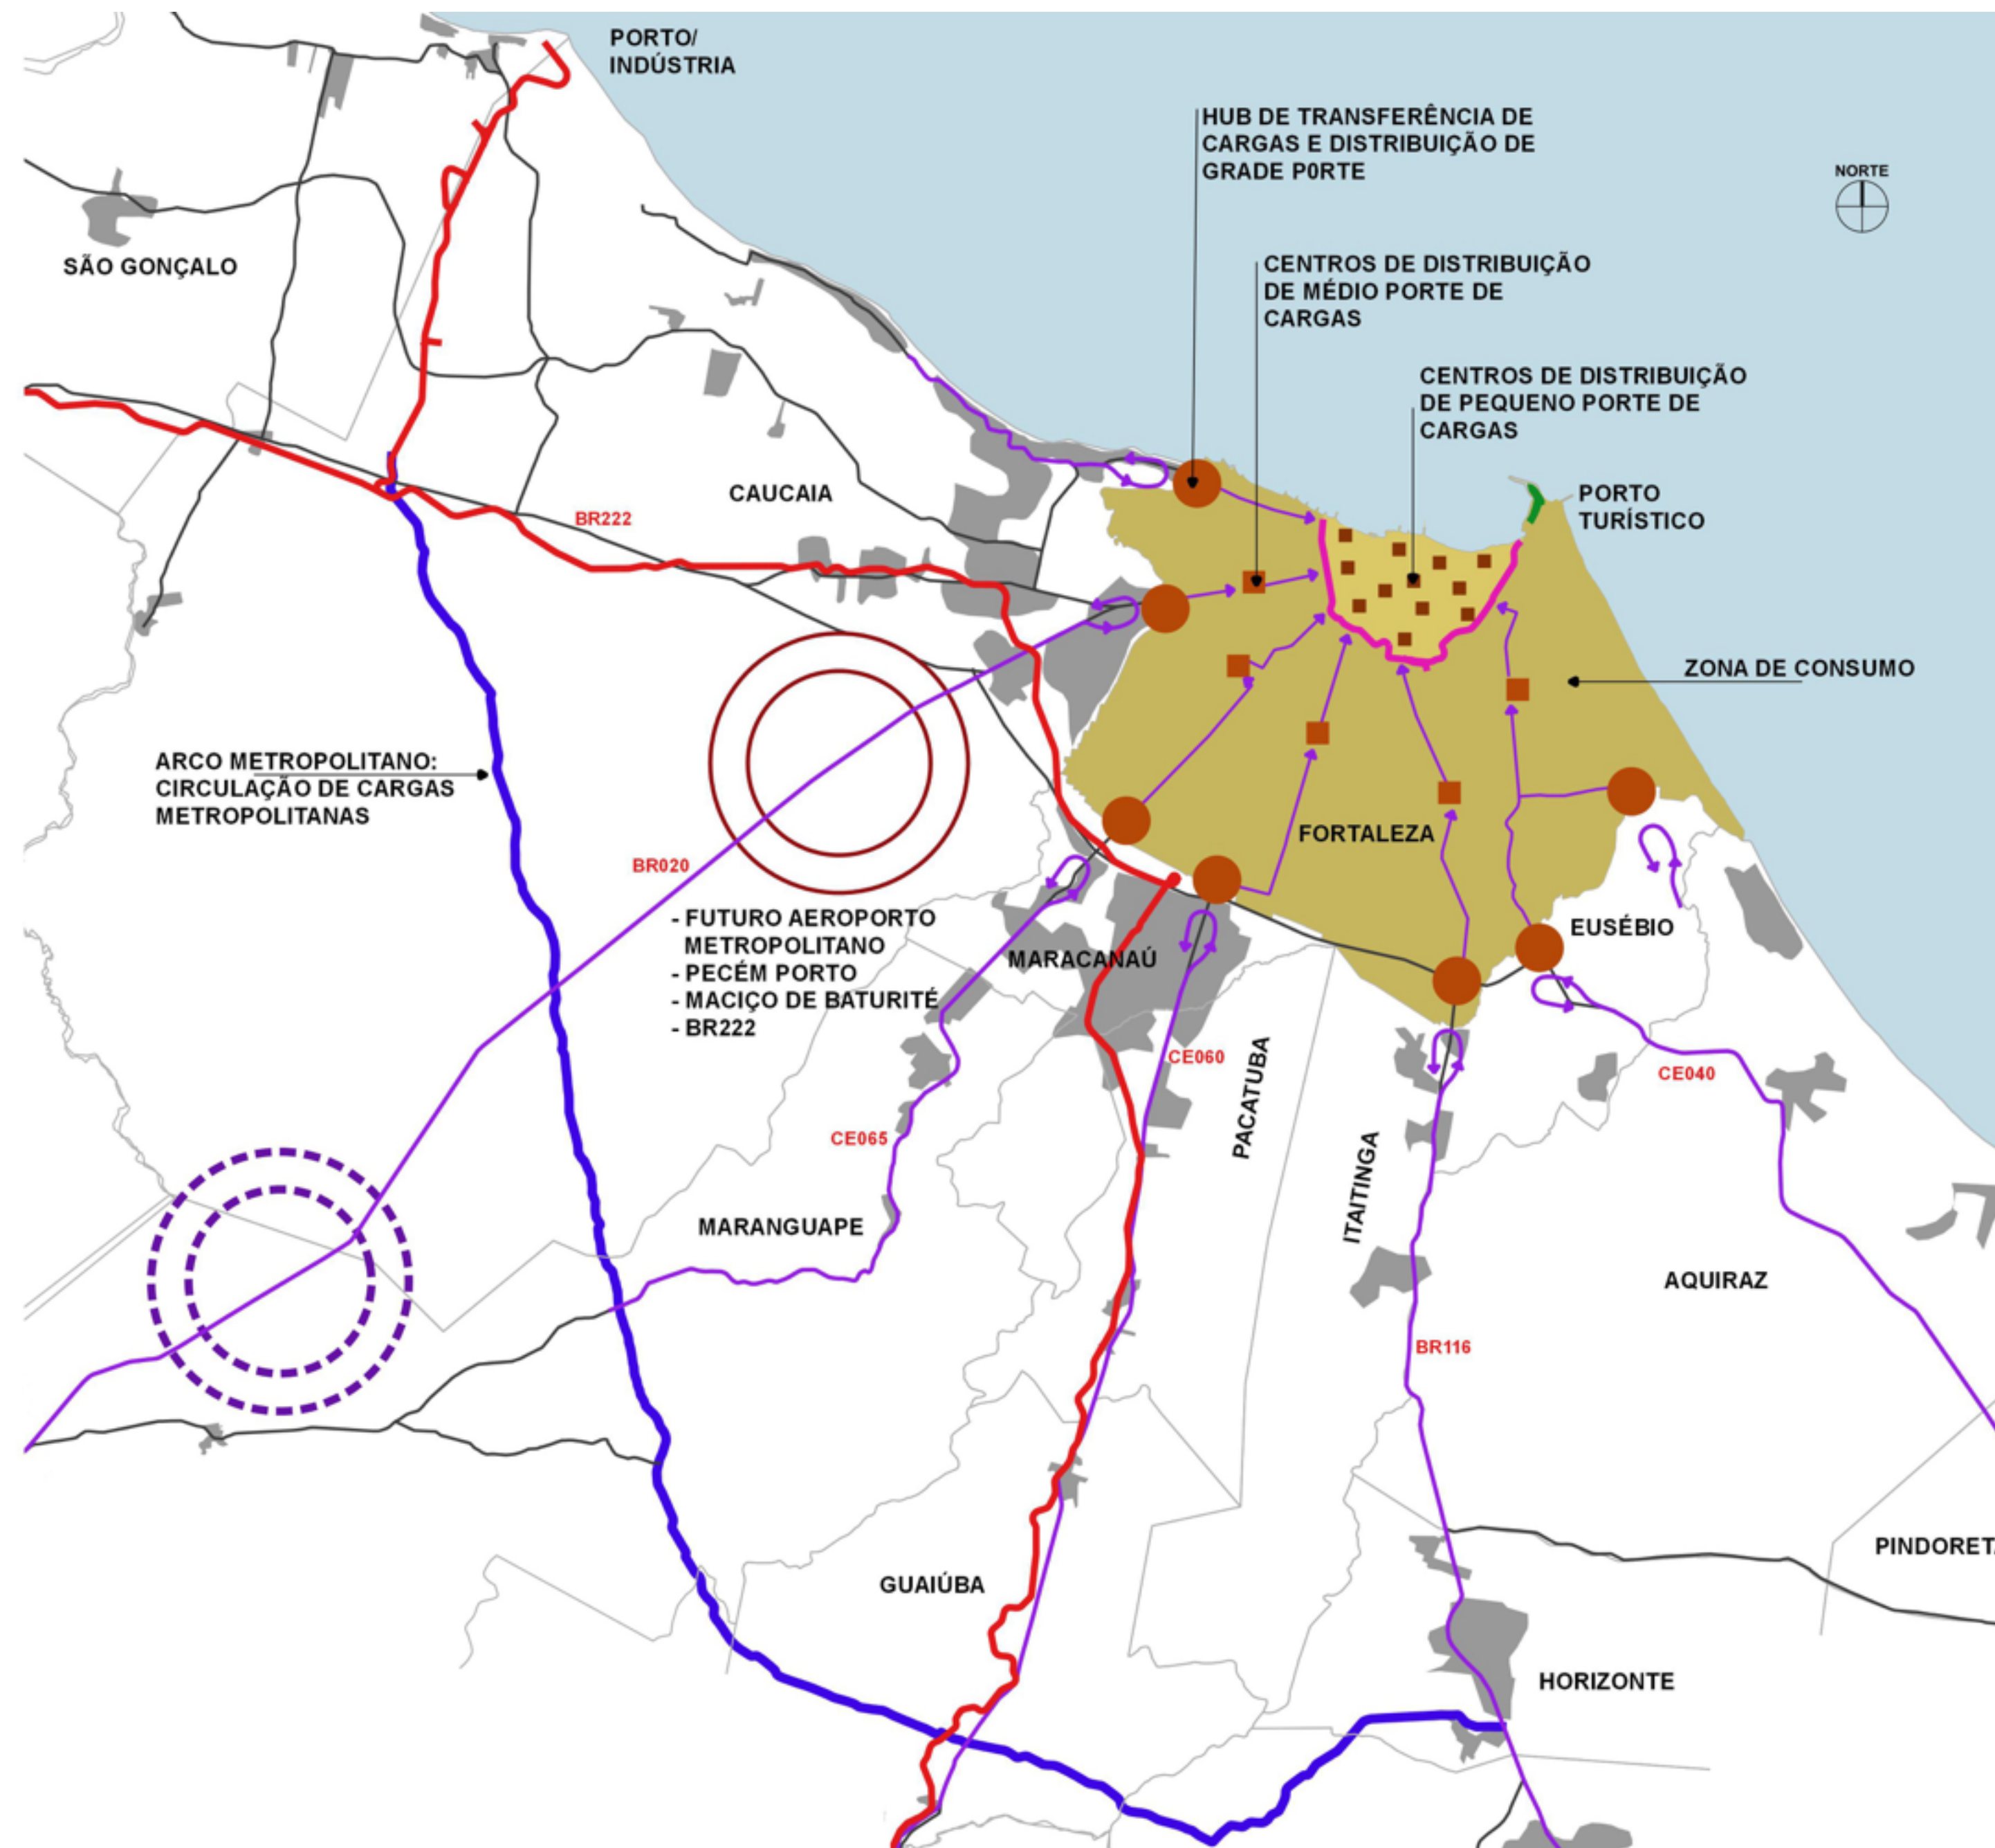 PORTO/
INDÚSTRIA
HUB DE TRANSFERÊNCIA DE
CARGAS E DISTRIBUIÇÃO DE
GRADE P0RTE
NORTE
SÃO GONÇALO
CENTROS DE DISTRIBUIÇÃO
DE MÉDIO PORTE DE
CARGAS
CENTROS DE DISTRIBUIÇÃO
DE PEQUENO PORTE DE
CARGAS
CAUCAIA
PORTO
TURÍSTICO
BR222
ZONA DE CONSUMO
ARCO METROPOLITANO:
CIRCULAÇÃO DE CARGAS
METROPOLITANAS
FORTALEZA
BR020
- FUTURO AEROPORTO
METROPOLITANO
- PECÉM PORTO
- MACIÇO DE BATURITÉ
- BR222
EUSÉBIO
MARACANAÚ
CE060
PACATUBA
CE040
CE065
ITAITINGA
MARANGUAPE
AQUIRAZ
BR116
PINDORET
GUAIÚBA
HORIZONTE